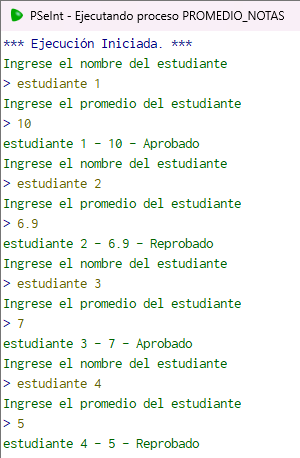 PSeInt - Ejecutando proceso PROMEDIO_NOTAS
*** Ejecución Iniciada. ***
Ingrese el nombre del estudiante
> estudiante 1
Ingrese el promedio del estudiante
> 10
estudiante 1 - 10 - Aprobado
Ingrese el nombre del estudiante
> estudiante 2
Ingrese el promedio del estudiante
> 6.9
estudiante 2 - 6.9 - Reprobado
Ingrese el nombre del estudiante
> estudiante 3
Ingrese el promedio del estudiante
> 7
estudiante 3 - 7 - Aprobado
Ingrese el nombre del estudiante
> estudiante 4
Ingrese el promedio del estudiante
> 5
estudiante 4 - 5 - Reprobado